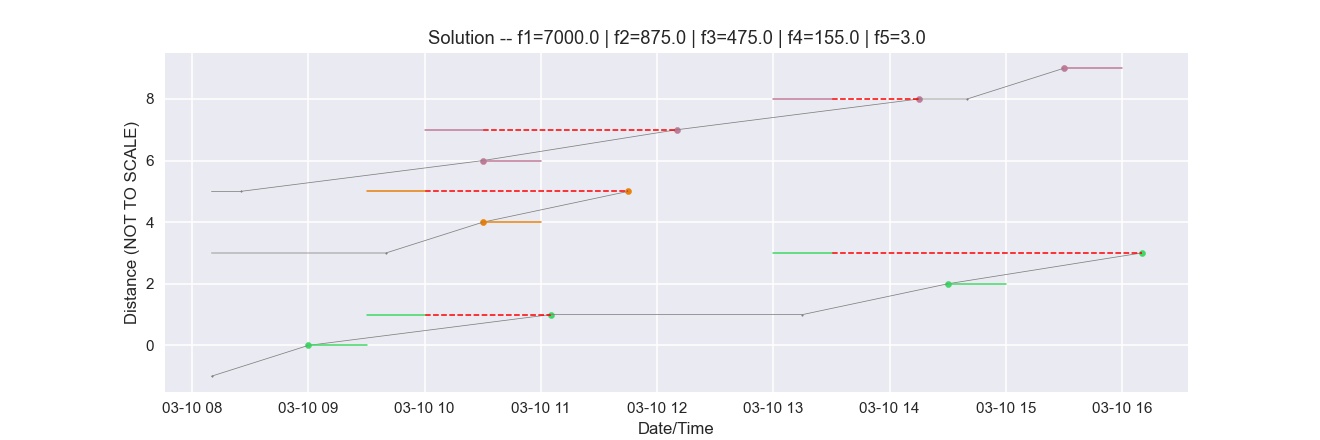 Solution -- f1=7000.0 | f2=875.0 | f3=475.0 | f4=155.0 | f5=3.0
Distance (NOT TO SCALE)
8
6
4
2
0
03-10 08 03-10 09 03-10 10 03-10 11 03-10 12 03-10 13 03-10 14 03-10 15 03-10 16
Date/Time